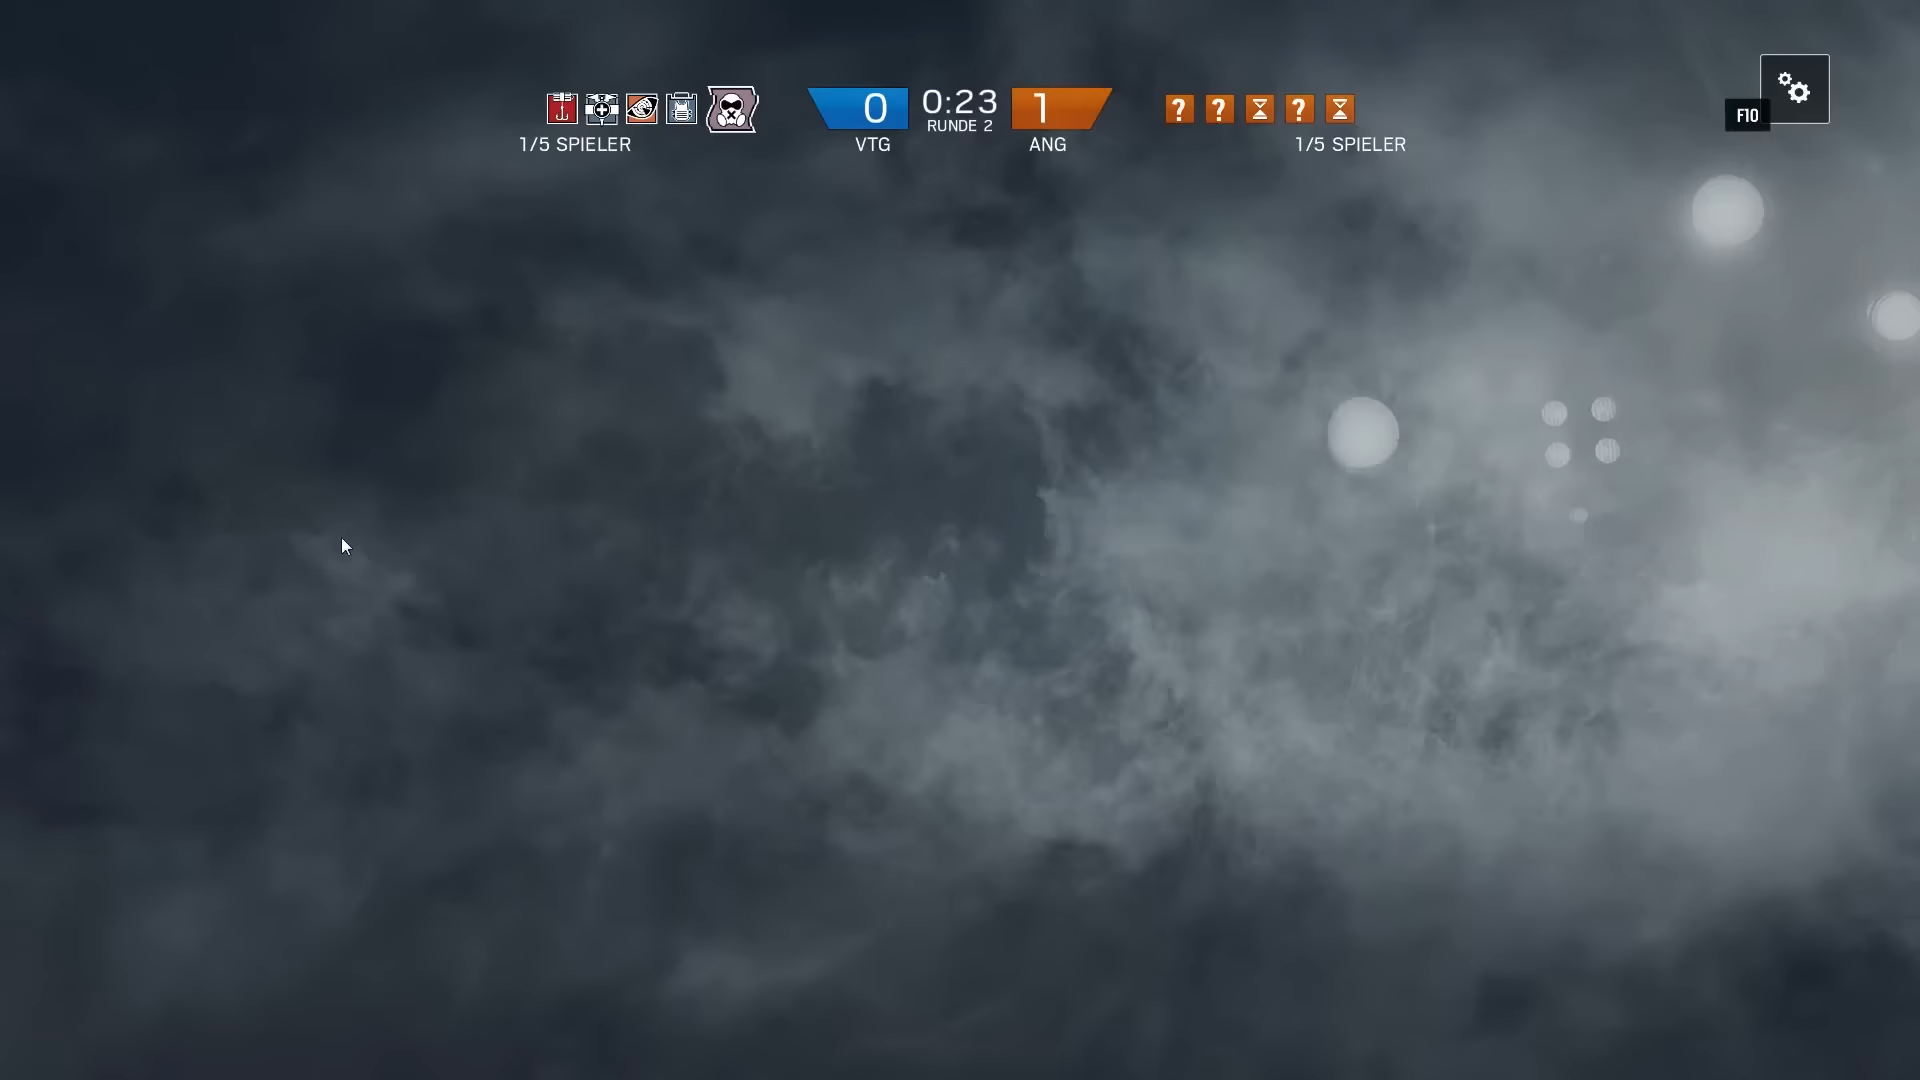 0 0:23 1
RUNDE 2
? ? ?
F10
1/5 SPIELER VTG ANG 1/5 SPIELER